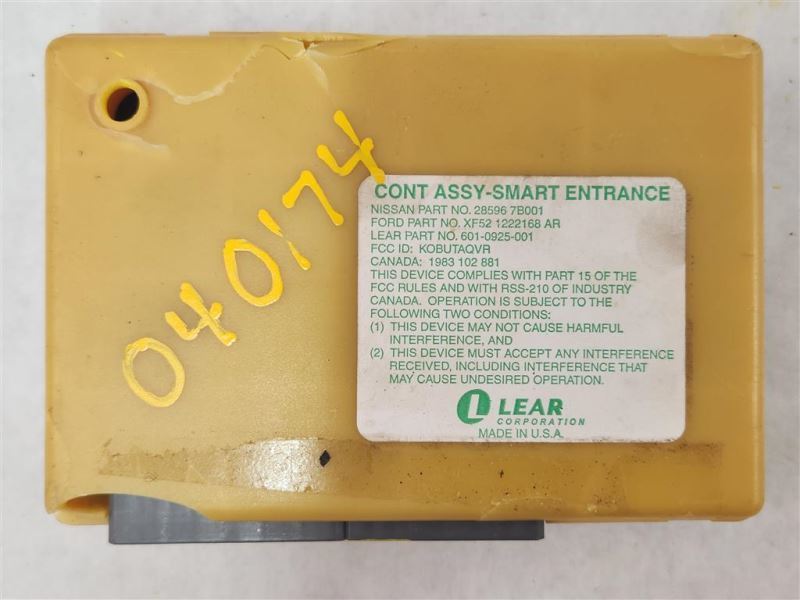 040174
CONT ASSY-SMART ENTRANCE
NISSAN PART NO. 28596 7B001
FORD PART NO. XF52 1222168 AR
LEAR PART NO. 601-0925-001
FCC ID: KOBUTAQVR
CANADA: 1983 102 881
THIS DEVICE COMPLIES WITH PART 15 OF THE
FCC RULES AND WITH RSS-210 OF INDUSTRY
CANADA. OPERATION IS SUBJECT TO THE
FOLLOWING TWO CONDITIONS:
(1) THIS DEVICE MAY NOT CAUSE HARMFUL
INTERFERENCE, AND
(2) THIS DEVICE MUST ACCEPT ANY INTERFERENCE
RECEIVED, INCLUDING INTERFERENCE THAT
MAY CAUSE UNDESIRED OPERATION.
LEAR
CORPORATION
MADE IN U.S.A.